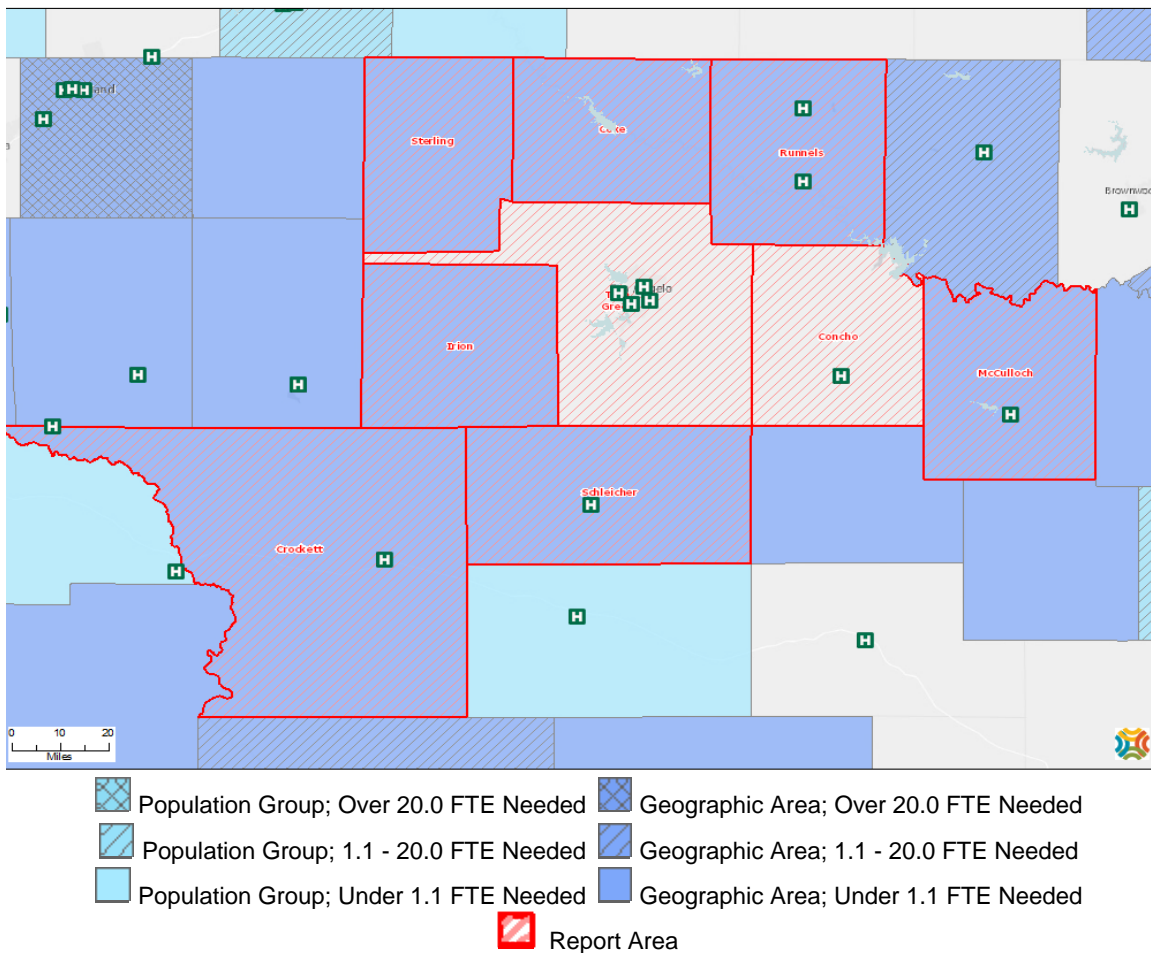 H
H H H and
H
Sterling
Coke
Runnels
H
H
H
Brownwoo
H
H H H H
Irion
Concho
H
McCulloch
H
H
H
H
Schleicher
H
Crockett
H
H
H
H
0 10 20
Miles
Population Group; Over 20.0 FTE Needed Geographic Area; Over 20.0 FTE Needed
Population Group; 1.1 - 20.0 FTE Needed Geographic Area; 1.1 - 20.0 FTE Needed
Population Group; Under 1.1 FTE Needed Geographic Area; Under 1.1 FTE Needed
Report Area